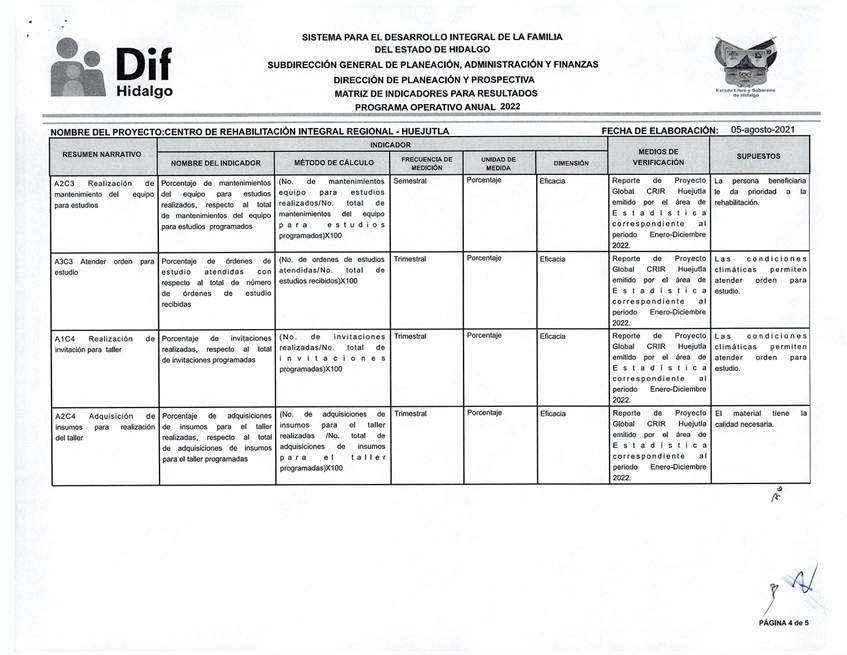 SISTEMA PARA EL DESARROLLO INTEGRAL DE LA FAMILIA
DEL ESTADO DE HIDALGO
SUBDIRECCIÓN GENERAL DE PLANEACIÓN, ADMINISTRACIÓN Y FINANZAS
DIRECCIÓN DE PLANEACIÓN Y PROSPECTIVA
MATRIZ DE INDICADORES PARA RESULTADOS
PROGRAMA OPERATIVO ANUAL 2022
Dif
Hidalgo
Estado Libre y Soberano
de Hidalgo
NOMBRE DEL PROYECTO:CENTRO DE REHABILITACIÓN INTEGRAL REGIONAL - HUEJUTLA
FECHA DE ELABORACIÓN: 05-agosto-2021
RESUMEN NARRATIVO
INDICADOR
NOMBRE DEL INDICADOR
MÉTODO DE CÁLCULO
FRECUENCIA DE
MEDICIÓN
UNIDAD DE
MEDIDA
DIMENSIÓN
MEDIOS DE
VERIFICACIÓN
SUPUESTOS
A2C3 Realización de
mantenimiento del equipo
para estudios
Porcentaje de mantenimientos
del equipo para estudios
realizados, respecto al total
de mantenimientos del equipo
para estudios programados
(No. de mantenimientos
equipo para estudios
realizados/No. total de
mantenimientos del equipo
para estudios
programados)X100
Semestral
Porcentaje
Eficacia
Reporte de Proyecto
Global CRIR Huejutla
emitido por el área de
Estadística
correspondiente al
periodo Enero-Diciembre
2022.
La persona beneficiaria
le da prioridad a la
rehabilitación.
A3C3 Atender orden para
estudio
Porcentaje de órdenes de
estudio atendidas con
respecto al total de número
de órdenes de estudio
recibidas
(No. de ordenes de estudios
atendidas/No. total de
estudios recibidos)X100
Trimestral
Porcentaje
Eficacia
Reporte de Proyecto
Global CRIR Huejutla
emitido por el área de
Estadística
correspondiente al
periodo Enero-Diciembre
2022.
Las condiciones
climáticas permiten
atender orden para
estudio.
A1C4 Realización de
invitación para taller
Porcentaje de invitaciones
realizadas, respecto al total
de invitaciones programadas
(No. de invitaciones
realizadas/No. total de
invitaciones
programadas)X100
Trimestral
Porcentaje
Eficacia
Reporte de Proyecto
Global CRIR Huejutla
emitido por el área de
Estadística
correspondiente al
periodo Enero-Diciembre
2022.
Las condiciones
climáticas permiten
atender orden para
estudio.
A2C4 Adquisición de
insumos para realización
del taller
Porcentaje de adquisiciones
de insumos para el taller
realizadas, respecto al total
de adquisiciones de insumos
para el taller programadas
(No. de adquisiciones de
insumos para el taller
realizadas /No. total de
adquisiciones de insumos
para el taller
programadas)X100
Trimestral
Porcentaje
Eficacia
Reporte de Proyecto
Global CRIR Huejutla
emitido por el área de
Estadística
correspondiente al
periodo Enero-Diciembre
2022.
El material tiene la
calidad necesaria.
PÁGINA 4 de 5